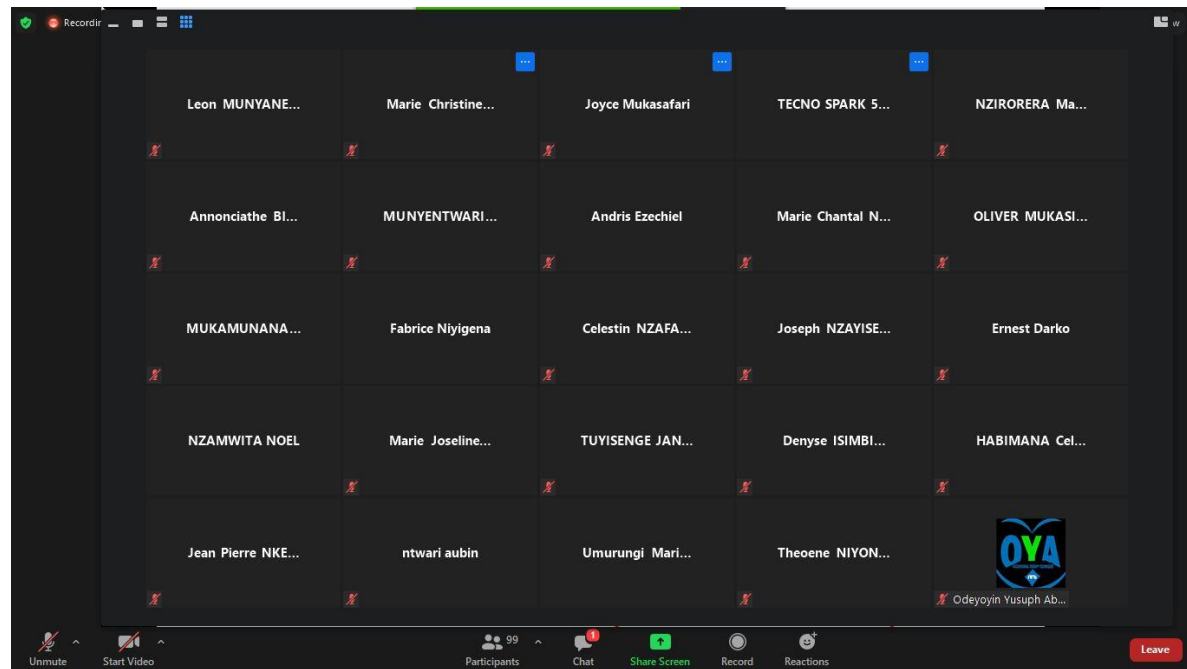 Recordin
w
Leon MUNYANE...
Marie Christine...
Joyce Mukasafari
TECNO SPARK 5...
NZIRORERA Ma...
Annonciathe BI...
MUNYENTWARI...
Andris Ezechiel
Marie Chantal N...
OLIVER MUKASI...
MUKAMUNANA...
Fabrice Niyigena
Celestin NZAFA...
Joseph NZAYISE...
Ernest Darko
NZAMWITA NOEL
Marie Joseline...
TUYISENGE JAN...
Denyse ISIMBI...
HABIMANA Cel...
Jean Pierre NKE...
ntwari aubin
Umurungi Mari...
Theoene NIYON...
OYA
Odeyoyin Yusuph Ab...
Unmute
Start Video
99
Participants
1
Chat
Share Screen
Record
Reactions
Leave